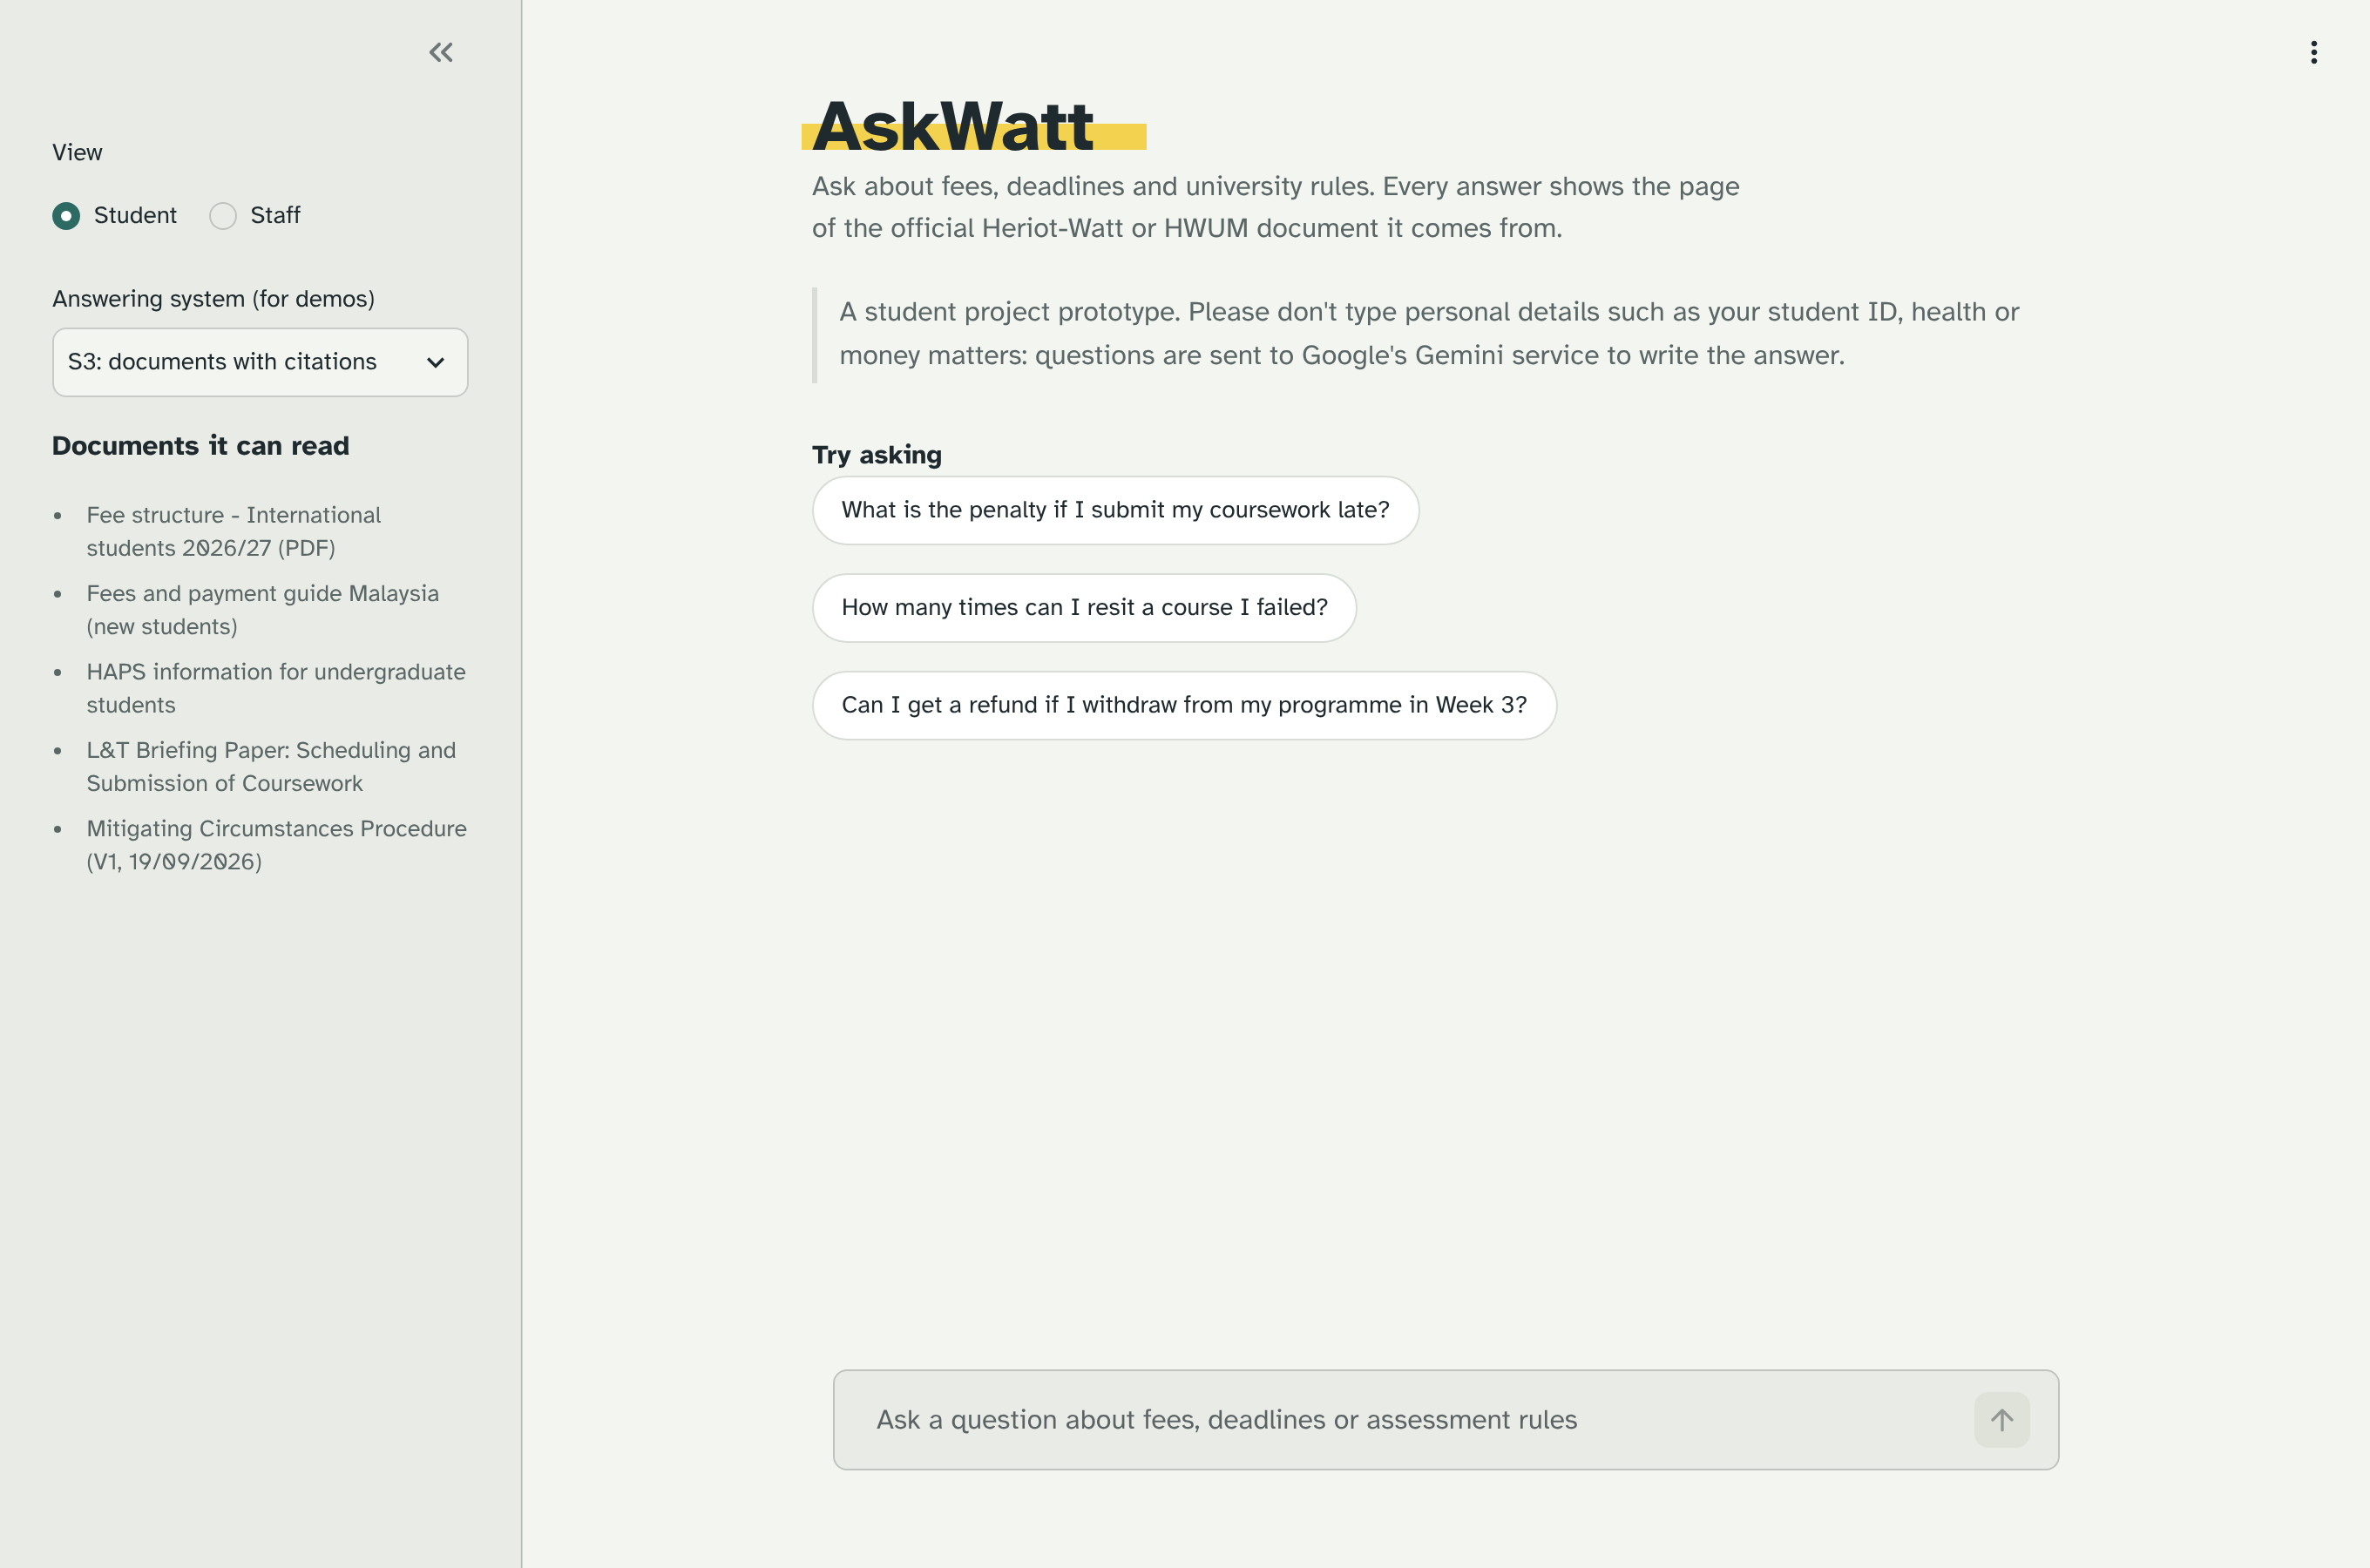 View
Student
Staff
Answering system (for demos)
S3: documents with citations
Documents it can read
Fee structure - International
students 2026/27 (PDF)
Fees and payment guide Malaysia
(new students)
HAPS information for undergraduate
students
L&T Briefing Paper: Scheduling and
Submission of Coursework
Mitigating Circumstances Procedure
(V1, 19/09/2026)
AskWatt
Ask about fees, deadlines and university rules. Every answer shows the page
of the official Heriot-Watt or HWUM document it comes from.
A student project prototype. Please don't type personal details such as your student ID, health or
money matters: questions are sent to Google's Gemini service to write the answer.
Try asking
What is the penalty if I submit my coursework late?
How many times can I resit a course I failed?
Can I get a refund if I withdraw from my programme in Week 3?
Ask a question about fees, deadlines or assessment rules